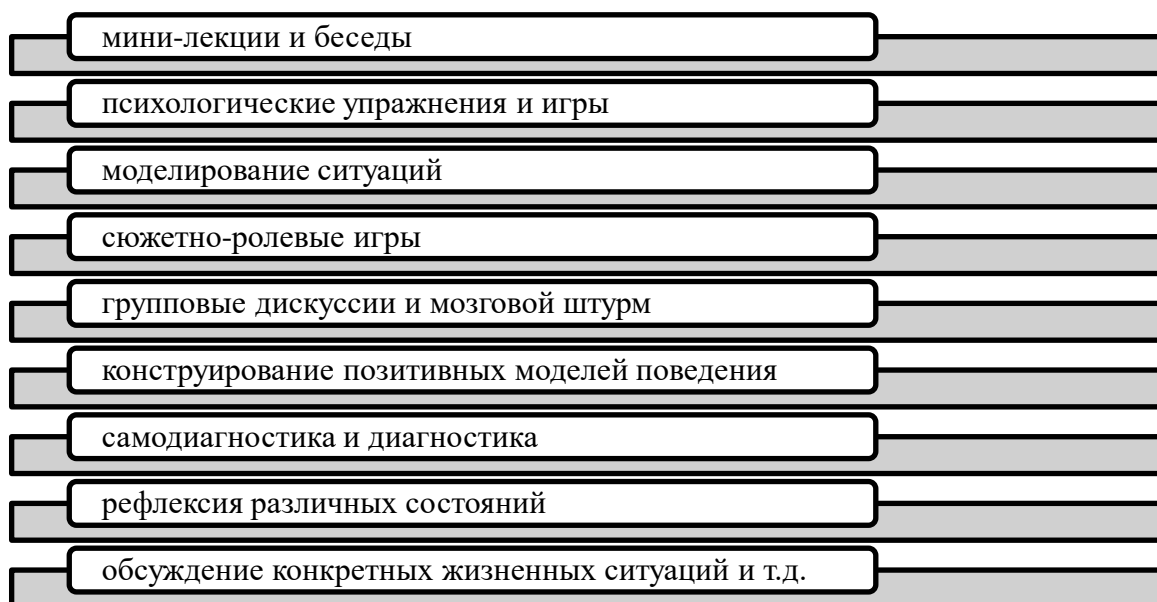 мини-лекции и беседы
психологические упражнения и игры
моделирование ситуаций
сюжетно-ролевые игры
групповые дискуссии и мозговой штурм
конструирование позитивных моделей поведения
самодиагностика и диагностика
рефлексия различных состояний
обсуждение конкретных жизненных ситуаций и т.д.